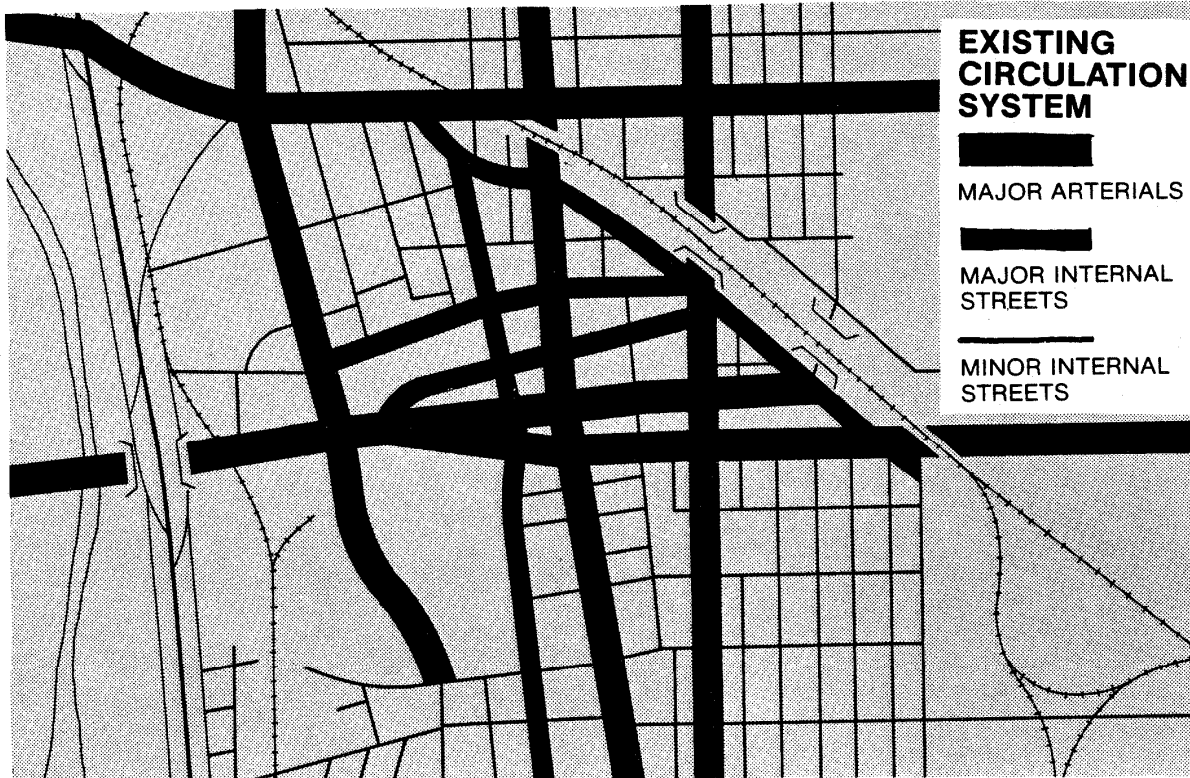 EXISTING
CIRCULATION
SYSTEM
MAJOR ARTERIALS
MAJOR INTERNAL
STREETS
MINOR INTERNAL
STREETS